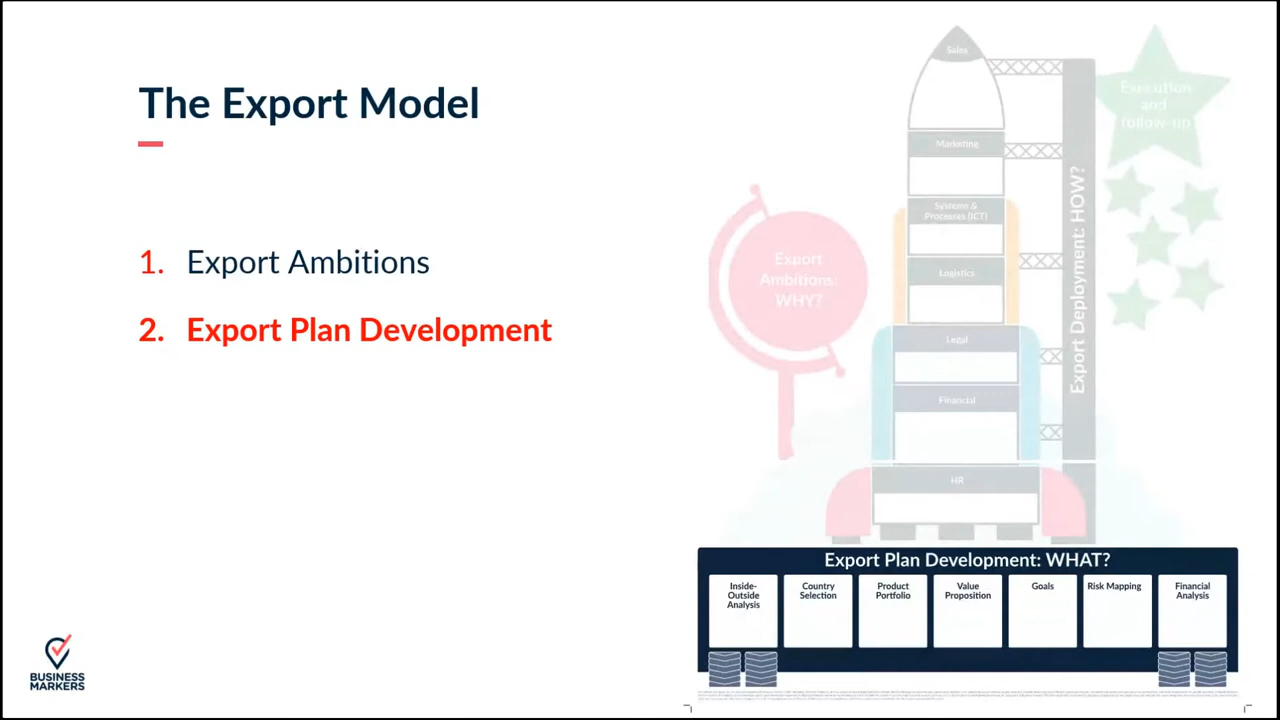 The Export Model
1. Export Ambitions
2. Export Plan Development
Sales
Marketing
Systems &
Processes (ICT)
Logistics
Legal
Financial
HR
Export
Ambitions:
WHY?
Export Deployment: HOW?
Execution
and
follow-up
Export Plan Development: WHAT?
Inside-
Outside
Analysis
Country
Selection
Product
Portfolio
Value
Proposition
Goals
Risk Mapping
Financial
Analysis
BUSINESS
MARKERS